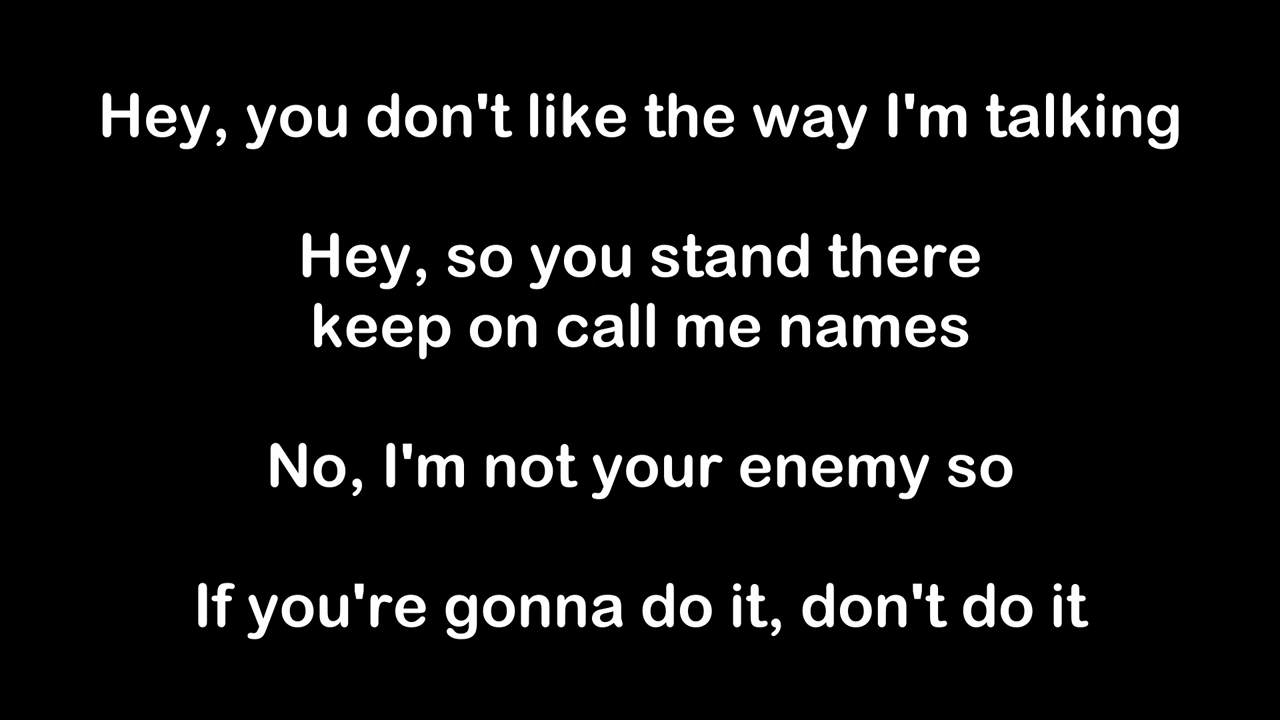 Hey, you don't like the way I'm talking
Hey, so you stand there
keep on call me names
No, I'm not your enemy so
If you're gonna do it, don't do it